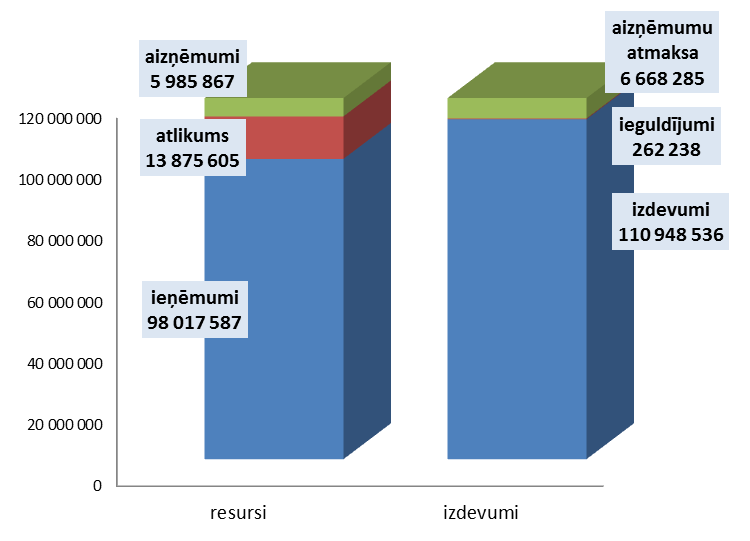 aizņēmumi
5 985 867
aizņēmumu
atmaksa
6 668 285
atlikums
13 875 605
ieguldījumi
262 238
izdevumi
110 948 536
ieņēmumi
98 017 587
120 000 000
100 000 000
80 000 000
60 000 000
40 000 000
20 000 000
0
resursi
izdevumi